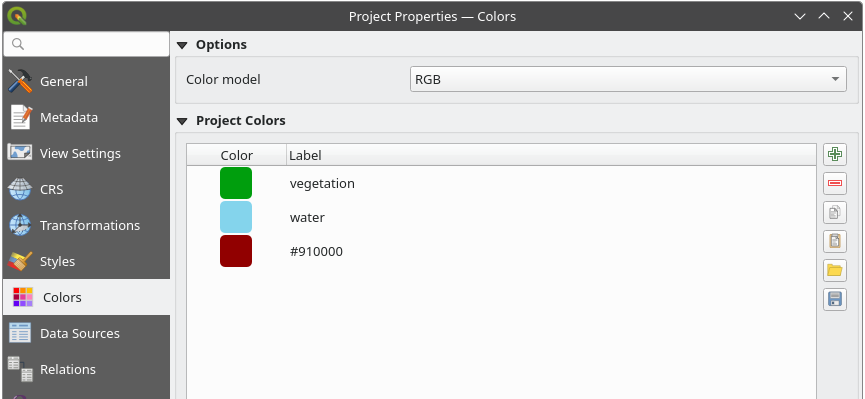 Project Properties — Colors
Options
General
Color model
RGB
Metadata
Project Colors
View Settings
Color
Label
CRS
vegetation
Transformations
water
Styles
#910000
Colors
Data Sources
Relations